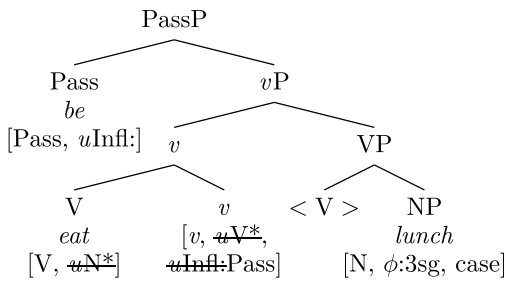 PassP
Pass vP
be
[Pass, uInfl:] v VP
V v < V > NP
eat [v, uV*, lunch
[V, uN*] uInfl:Pass] [N, ϕ:3sg, case]